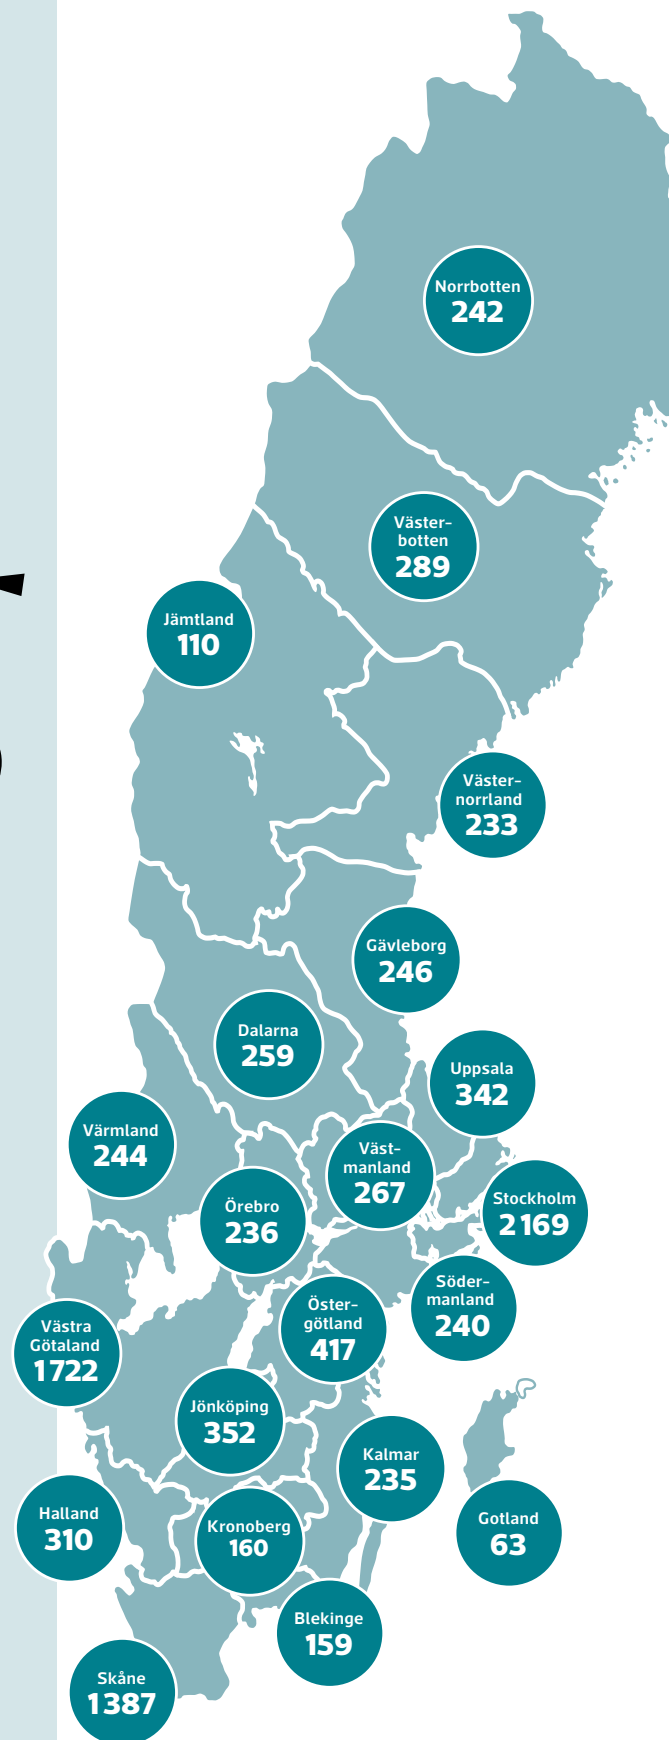 Norrbotten
242
Väster-
botten
289
Jämtland
110
Väster-
norrland
233
Gävleborg
246
Dalarna
259
Uppsala
342
Värmland
244
Väst-
manland
267
Örebro
236
Stockholm
2 169
Söder-
manland
240
Öster-
götland
417
Västra
Götaland
1 722
Jönköping
352
Kalmar
235
Halland
310
Kronoberg
160
Gotland
63
Blekinge
159
Skåne
1 387